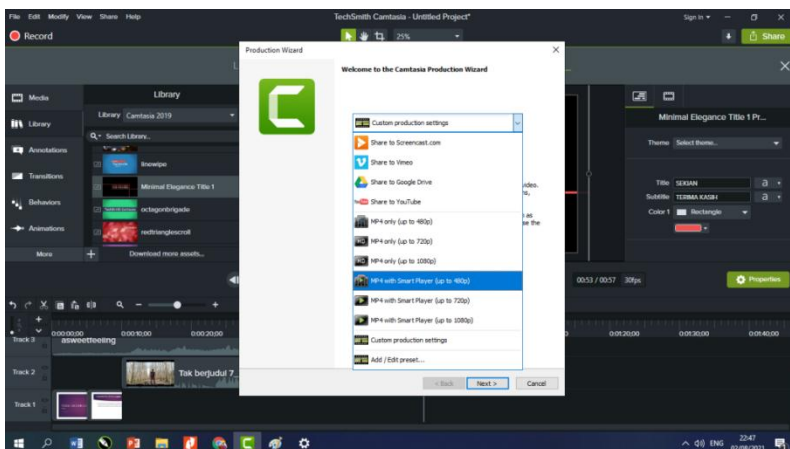 File Edit Modify View Share Help
TechSmith Camtasia - Untitled Project*
Sign in
Record
25%
Share
Production Wizard
Welcome to the Camtasia Production Wizard
Custom production settings
Share to Screencast.com
Share to Vimeo
Share to Google Drive
Share to YouTube
MP4 only (up to 480p)
MP4 only (up to 720p)
MP4 only (up to 1080p)
MP4 with Smart Player (up to 480p)
MP4 with Smart Player (up to 720p)
MP4 with Smart Player (up to 1080p)
Custom production settings
Add / Edit preset...
< Back Next > Cancel
Media
Library
Annotations
Transitions
Behaviors
Animations
More
Library
Library Camtasia 2019
Search Library...
linewipe
Minimal Elegance Title 1
octagonbrigade
redtrianglescroll
Download more assets...
Minimal Elegance Title 1 Pr...
Theme Select theme...
Title SEKIAN a
Subtitle TERIMA KASIH a
Color 1 Rectangle
00:53 / 00:57 30fps
Properties
0:00:00:00 0:00:10;00 0:00:20;00 0:01:20;00 0:01:30;00 0:01:40;00
Track 3 asweetfeeling
Track 2 Tak berjudul 7_
Track 1
ENG
22:47
02/08/2021